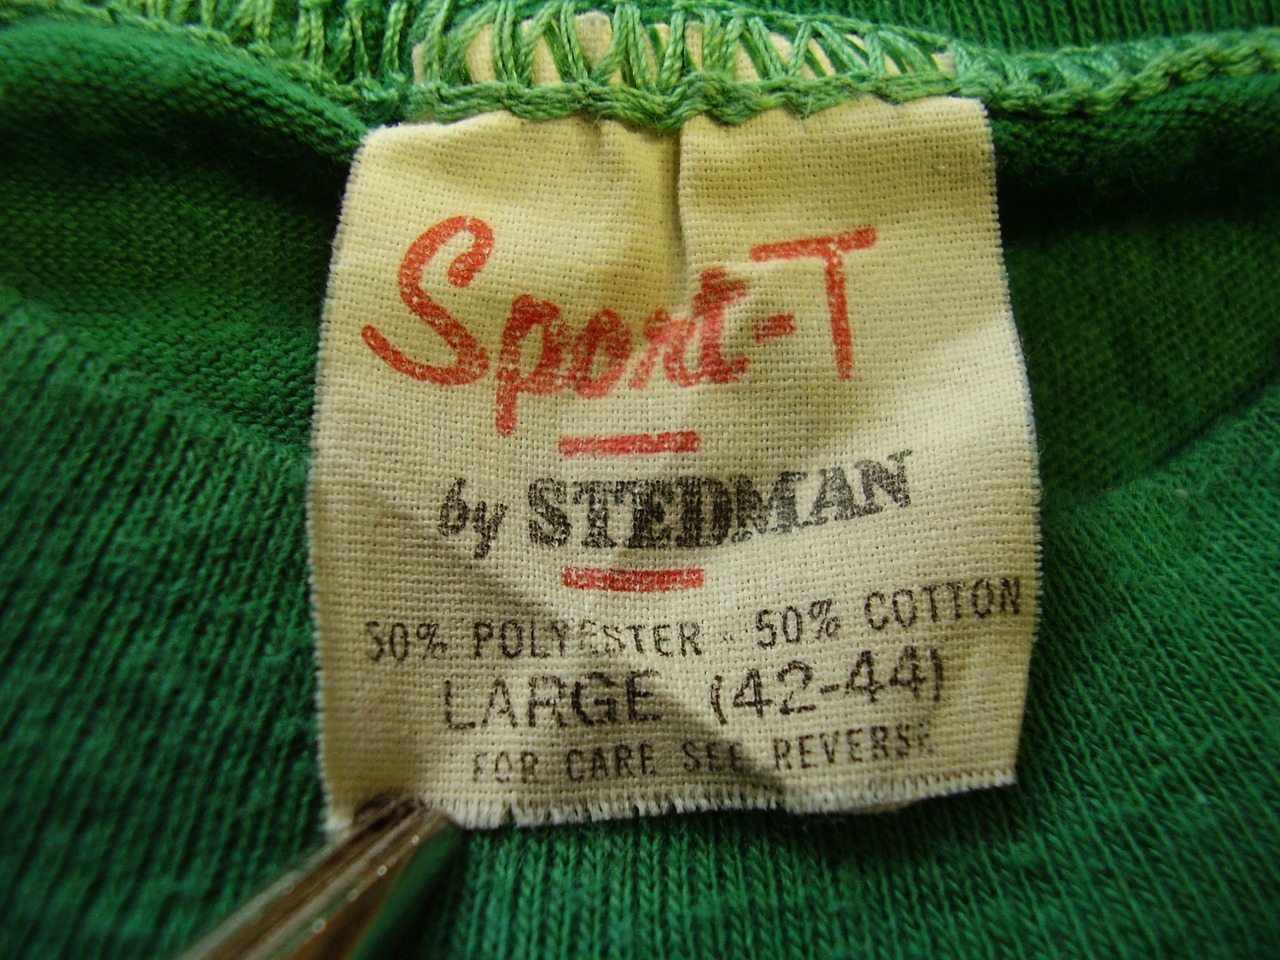 Sport-T
by STEDMAN
50% POLYESTER - 50% COTTON
LARGE (42-44)
FOR CARE SEE REVERSE